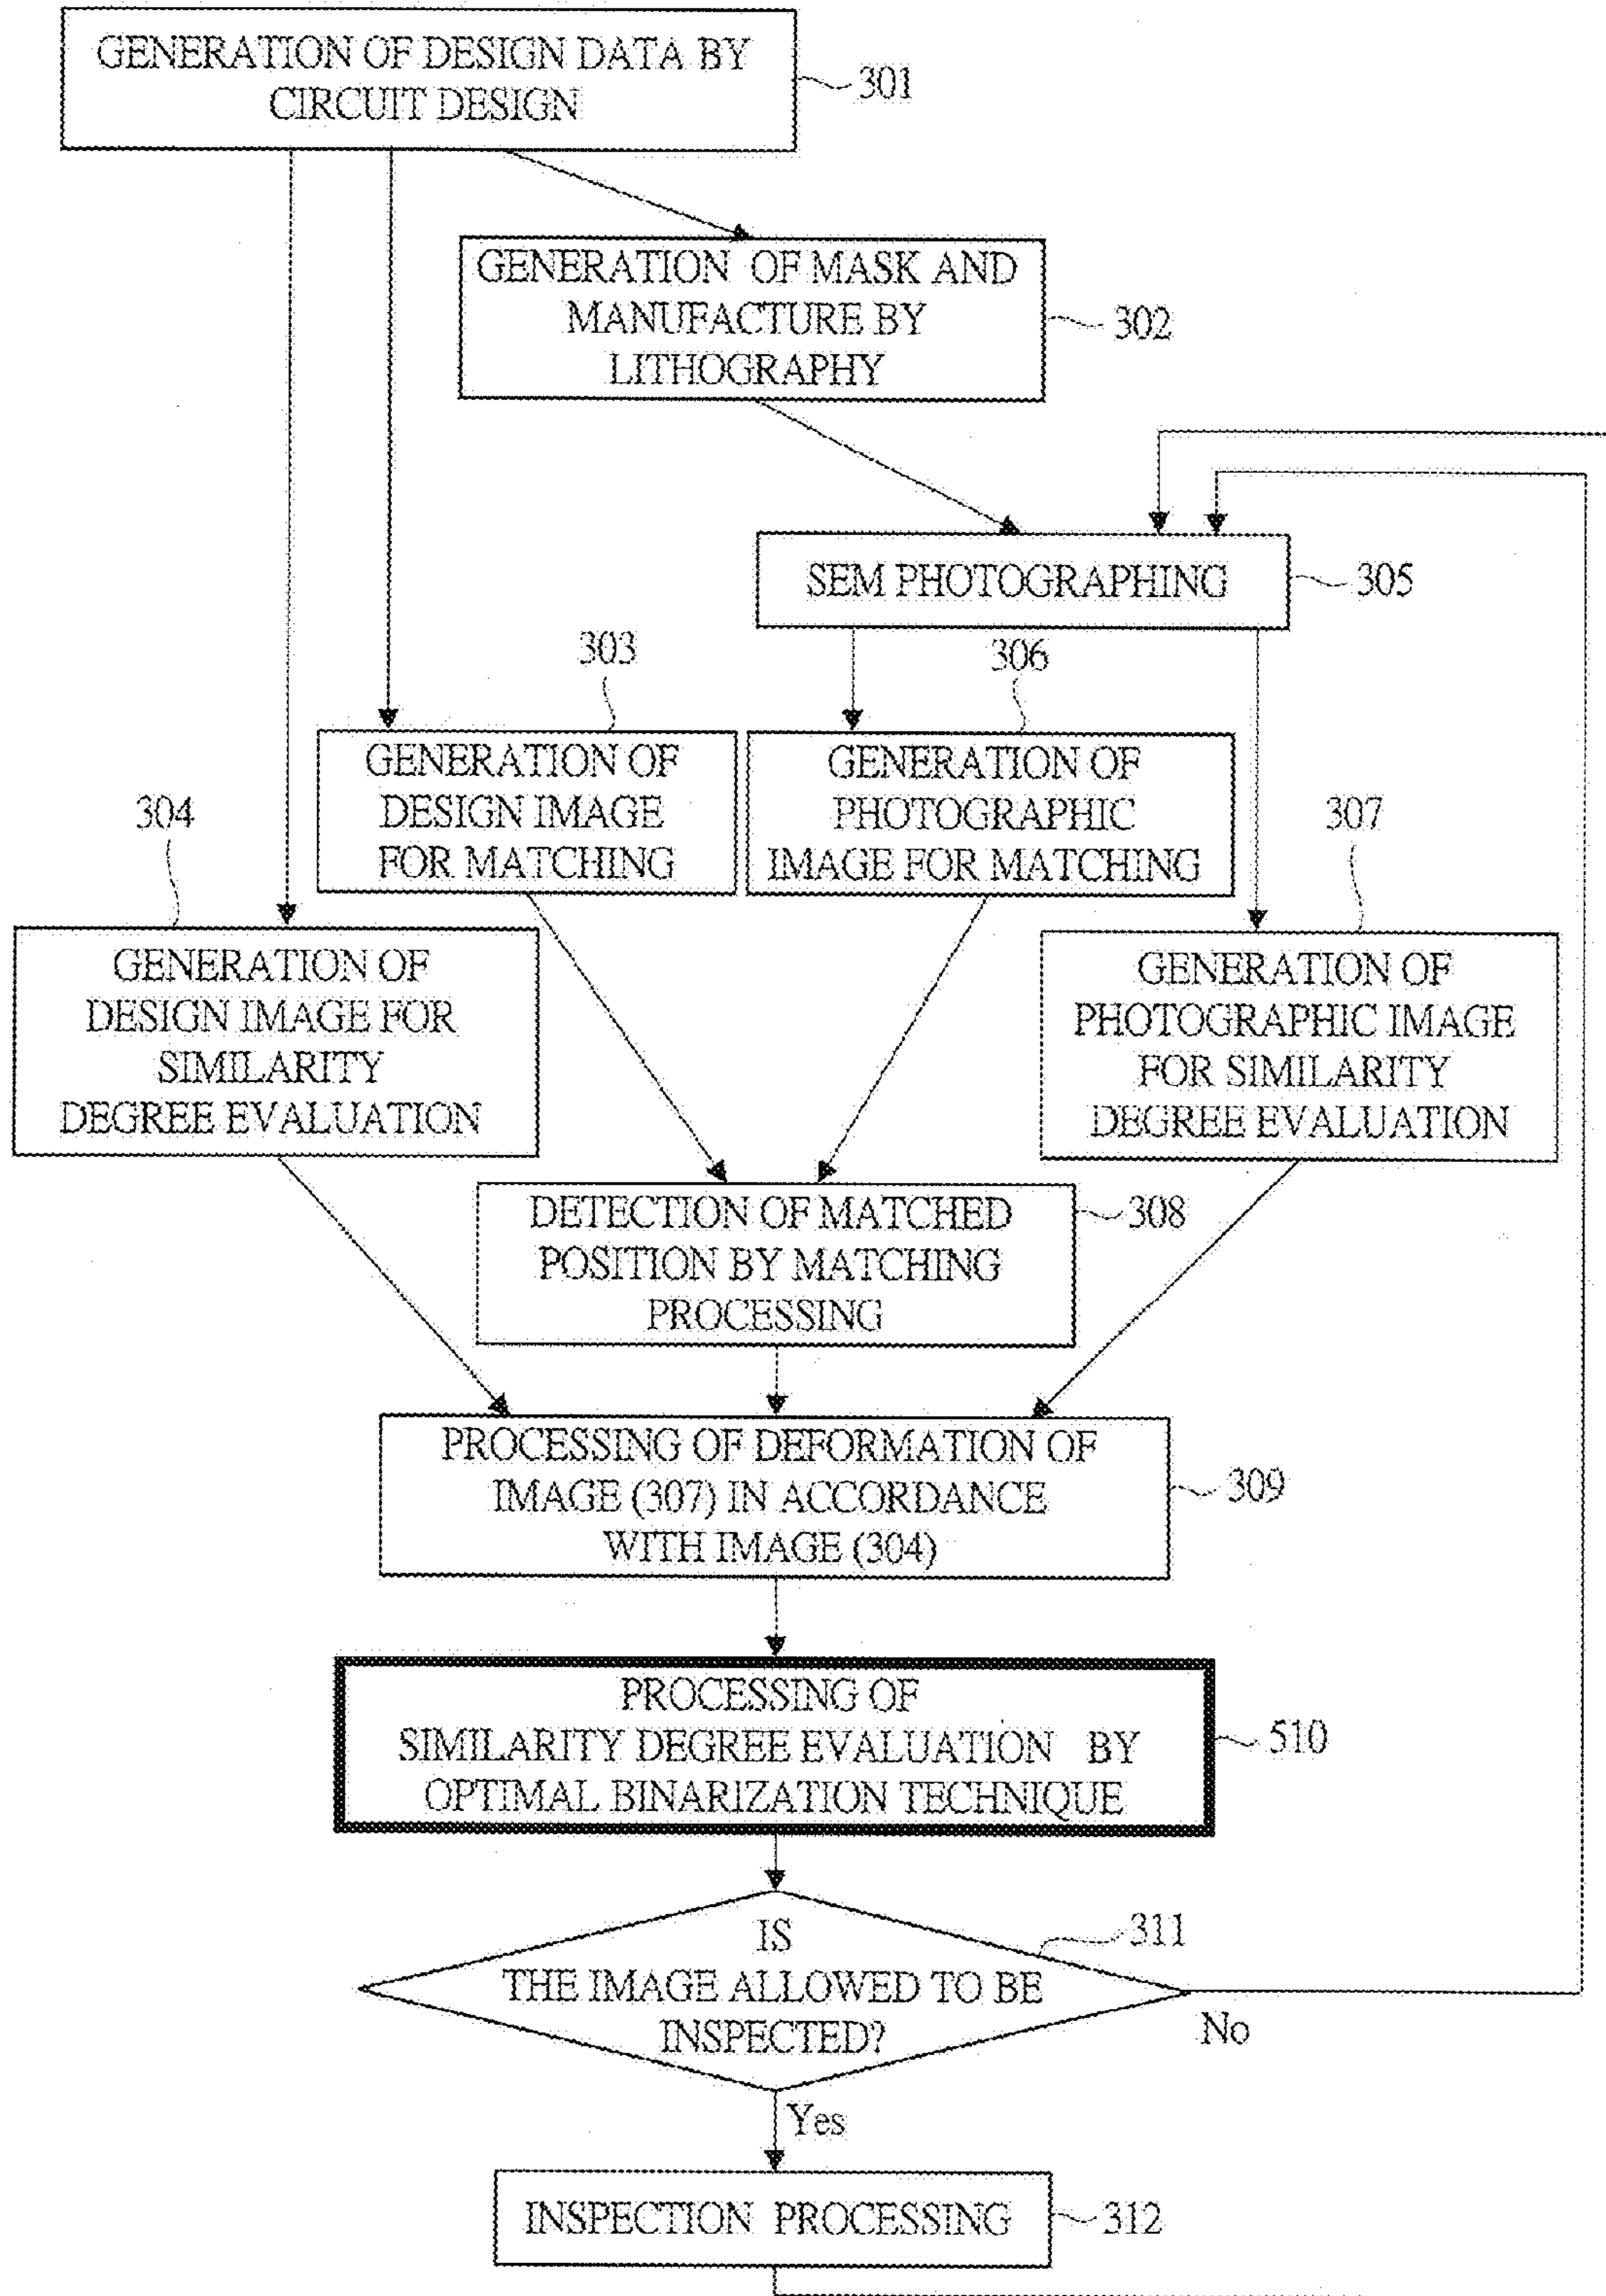 GENERATION OF DESIGN DATA BY
CIRCUIT DESIGN
301
GENERATION OF MASK AND
MANUFACTURE BY
LITHOGRAPHY
302
SEM PHOTOGRAPHING
305
303
306
GENERATION OF
DESIGN IMAGE
FOR MATCHING
GENERATION OF
PHOTOGRAPHIC
IMAGE FOR MATCHING
304
307
GENERATION OF
DESIGN IMAGE FOR
SIMILARITY
DEGREE EVALUATION
GENERATION OF
PHOTOGRAPHIC IMAGE
FOR SIMILARITY
DEGREE EVALUATION
DETECTION OF MATCHED
POSITION BY MATCHING
PROCESSING
308
PROCESSING OF DEFORMATION OF
IMAGE (307) IN ACCORDANCE
WITH IMAGE (304)
309
PROCESSING OF
SIMILARITY DEGREE EVALUATION BY
OPTIMAL BINARIZATION TECHNIQUE
510
IS
THE IMAGE ALLOWED TO BE
INSPECTED?
311
No
Yes
INSPECTION PROCESSING
312